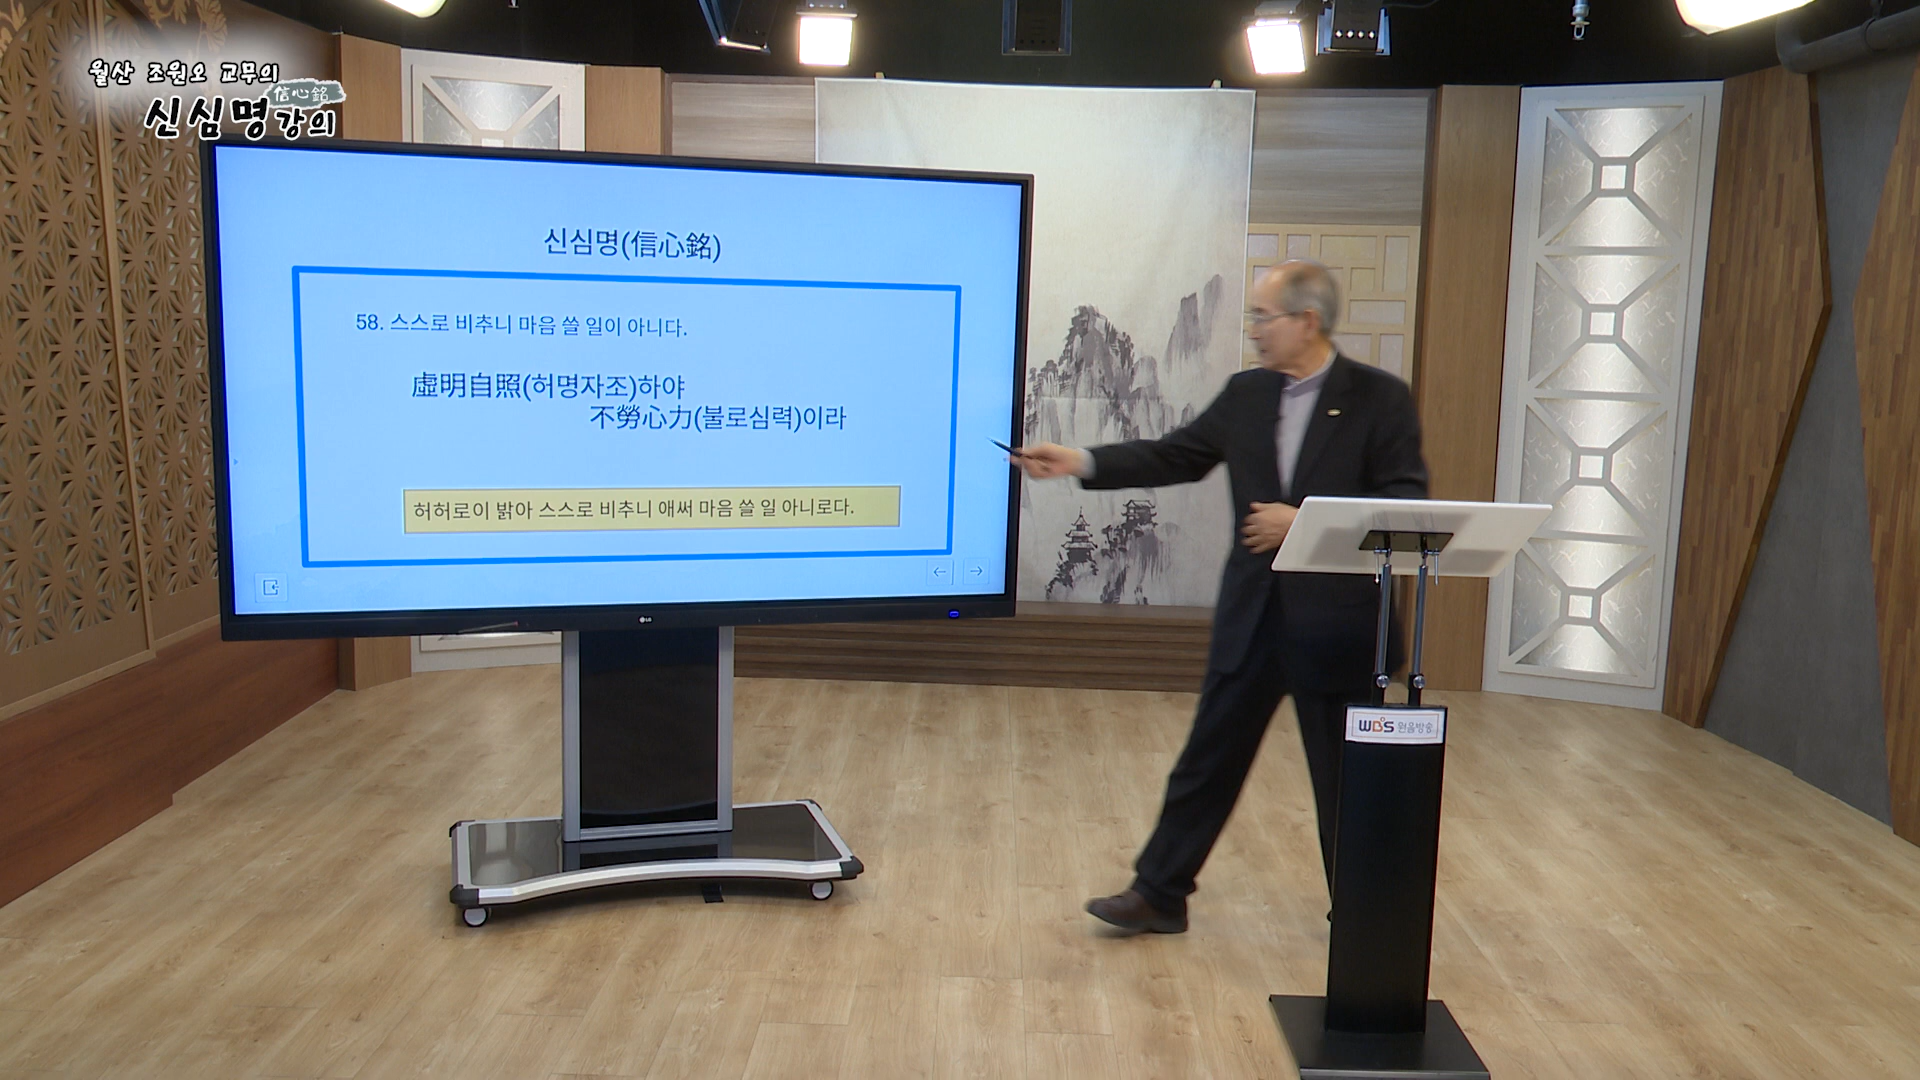 월산 조원오 교무의
신심명 信心銘 강의
신심명(信心銘)
58. 스스로 비추니 마음 쓸 일이 아니다.
虛明自照(허명자조)하야
不勞心力(불로심력)이라
허허로이 밝아 스스로 비추니 애써 마음 쓸 일 아니로다.
LG
WBS 원음방송